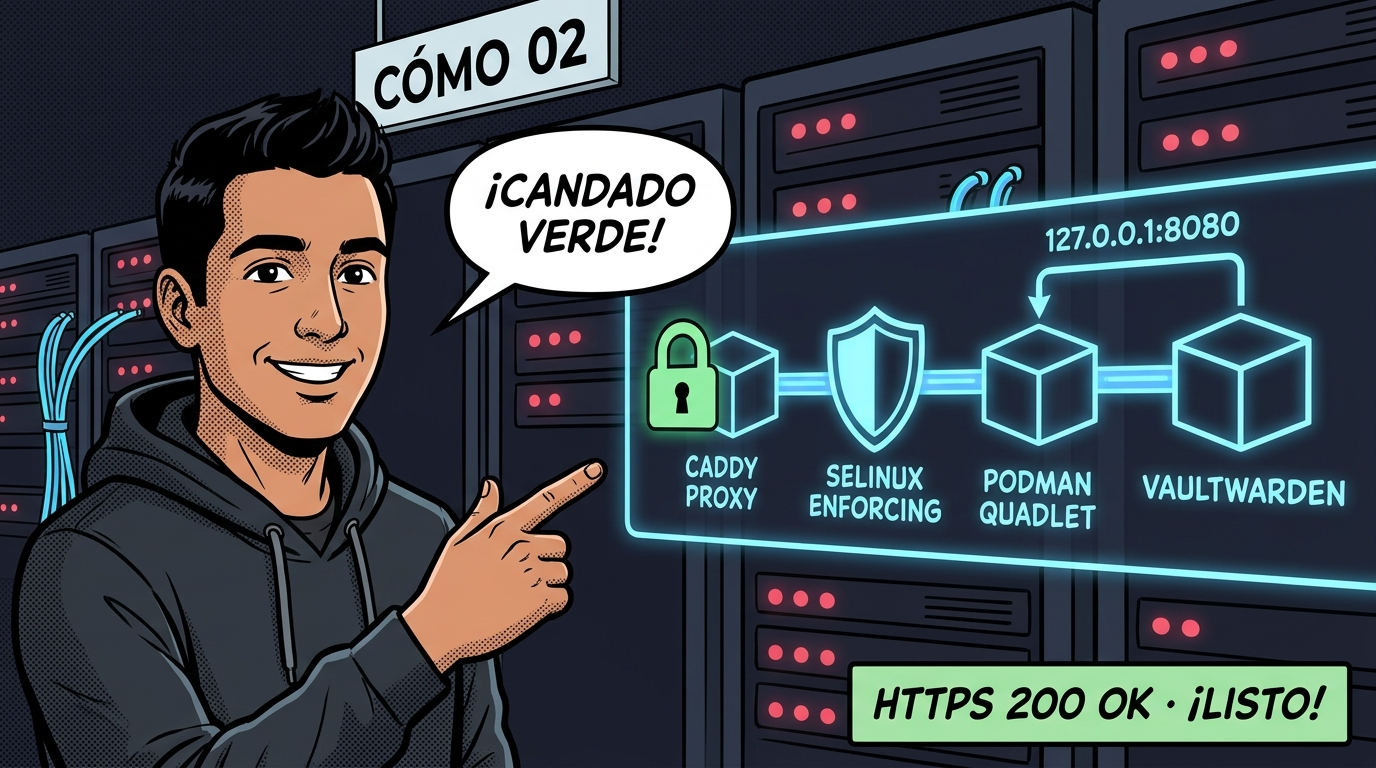 CÓMO 02
¡CANDADO
VERDE!
127.0.0.1:8080
CADDY
PROXY
SELINUX
ENFORCING
PODMAN
QUADLET
VAULTWARDEN
HTTPS 200 OK · ¡LISTO!